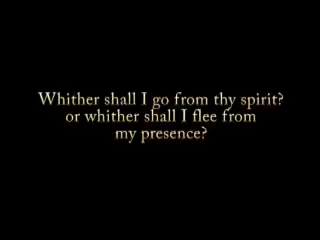 Whither shall I go from thy spirit?
or whither shall I flee from
my presence?